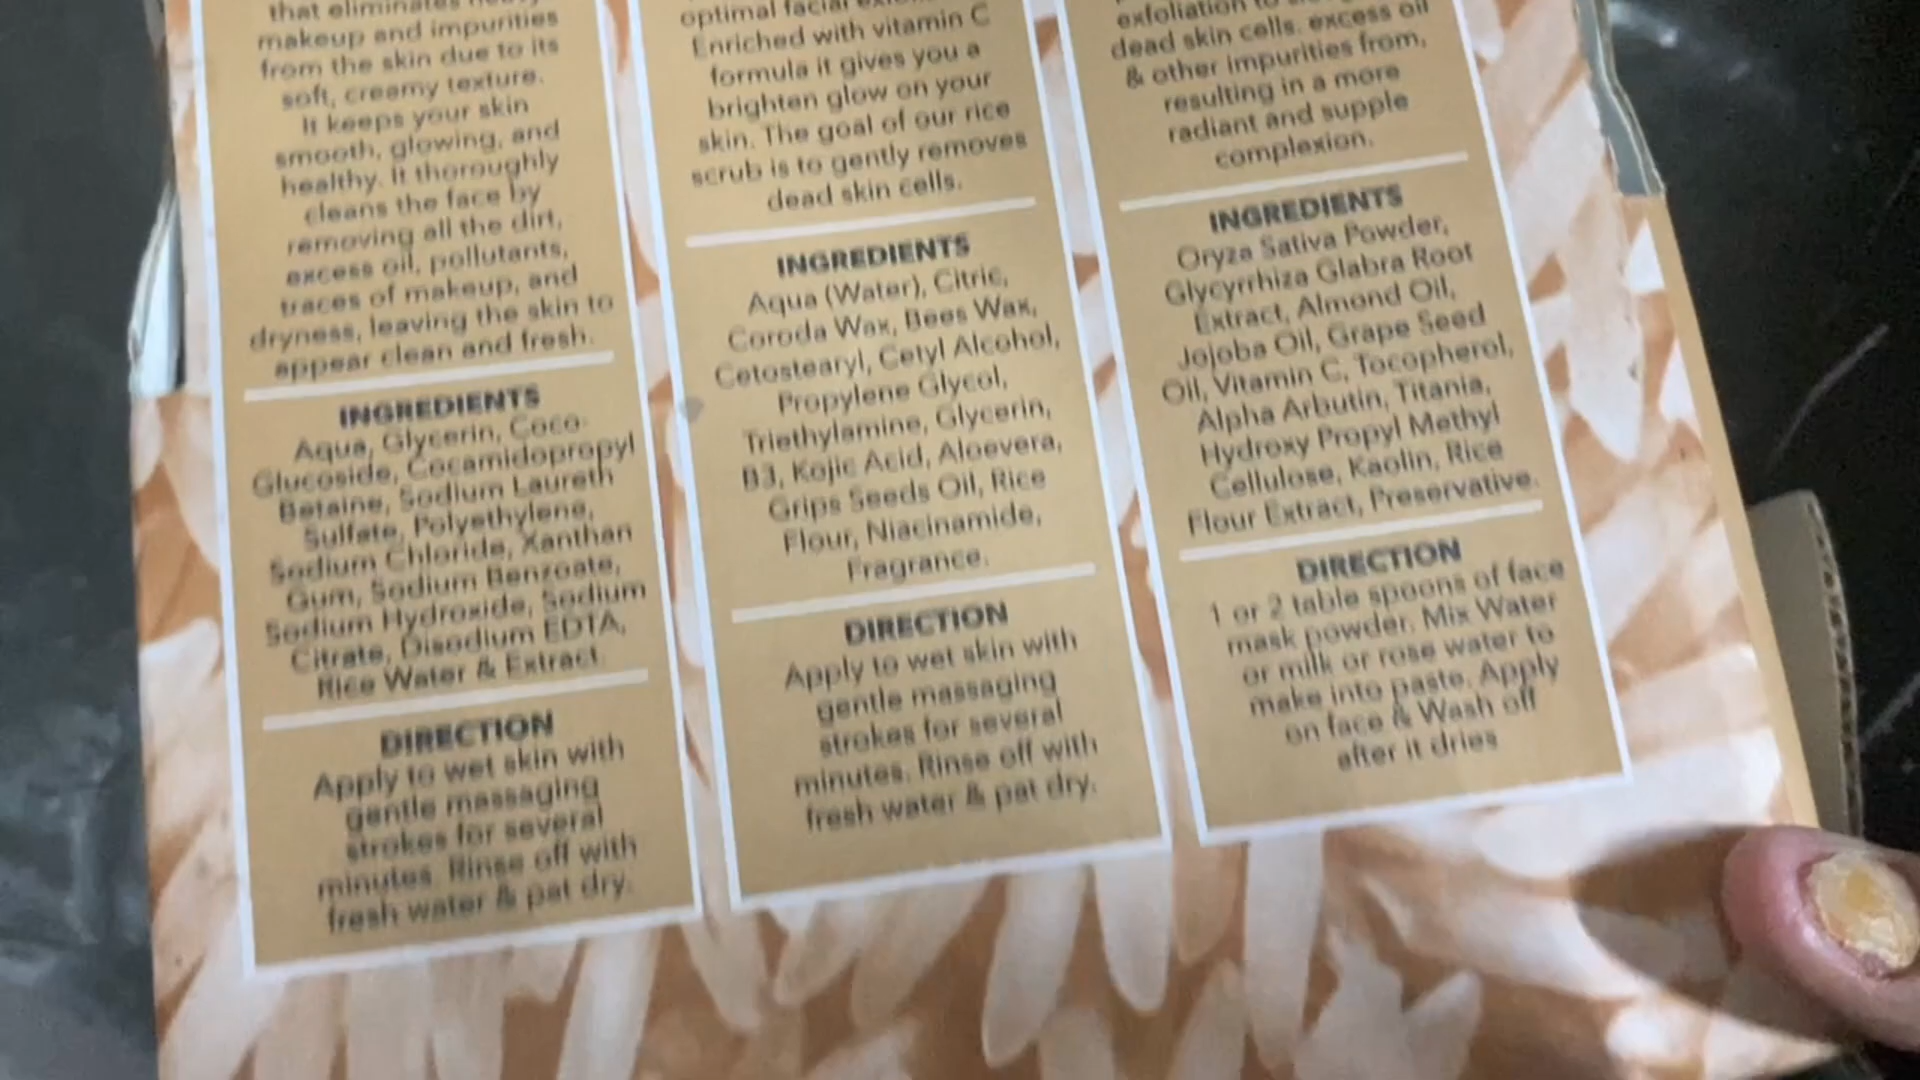 that eliminates heavy
makeup and impurities
from the skin due to its
soft, creamy texture.
It keeps your skin
smooth, glowing, and
healthy. It thoroughly
cleans the face by
removing all the dirt,
excess oil, pollutants,
traces of makeup, and
dryness, leaving the skin to
appear clean and fresh.
INGREDIENTS
Aqua, Glycerin, Coco-
Glucoside, Cocamidopropyl
Betaine, Sodium Laureth
Sulfate, Polyethylene,
Sodium Chloride, Xanthan
Gum, Sodium Benzoate,
Sodium Hydroxide, Sodium
Citrate, Disodium EDTA,
Rice Water & Extract.
DIRECTION
Apply to wet skin with
gentle massaging
strokes for several
minutes. Rinse off with
fresh water & pat dry.
optimal facial
Enriched with vitamin C
formula it gives you a
brighten glow on your
skin. The goal of our rice
scrub is to gently removes
dead skin cells.
INGREDIENTS
Aqua (Water), Citric,
Coroda Wax, Bees Wax,
Cetostearyl, Cetyl Alcohol,
Propylene Glycol,
Triethylamine, Glycerin,
B3, Kojic Acid, Aloevera,
Grips Seeds Oil, Rice
Flour, Niacinamide,
Fragrance.
DIRECTION
Apply to wet skin with
gentle massaging
strokes for several
minutes. Rinse off with
fresh water & pat dry.
exfoliation to
dead skin cells. excess oil
& other impurities from,
resulting in a more
radiant and supple
complexion.
INGREDIENTS
Oryza Sativa Powder,
Glycyrrhiza Glabra Root
Extract, Almond Oil,
Jojoba Oil, Grape Seed
Oil, Vitamin C, Tocopherol,
Alpha Arbutin, Titania,
Hydroxy Propyl Methyl
Cellulose, Kaolin, Rice
Flour Extract, Preservative.
DIRECTION
1 or 2 table spoons of face
mask powder. Mix Water
or milk or rose water to
make into paste. Apply
on face & Wash off
after it dries